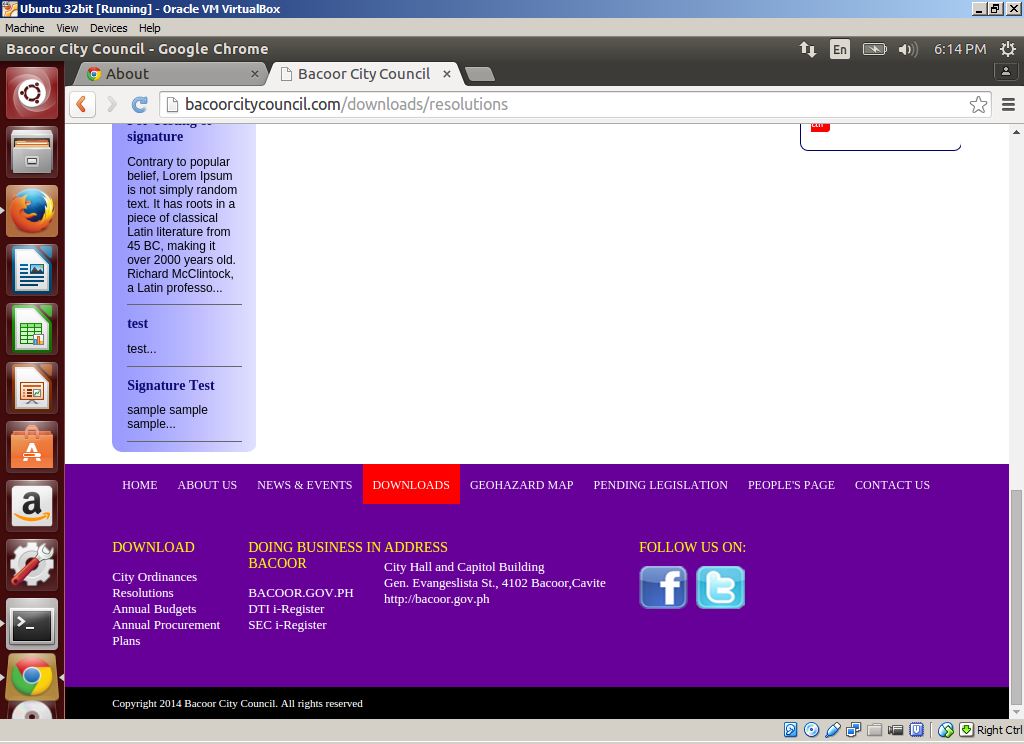 Ubuntu 32bit [Running] - Oracle VM VirtualBox
Machine View Devices Help
Bacoor City Council - Google Chrome
En
6:14 PM
About
Bacoor City Council
bacoorcitycouncil.com/downloads/resolutions
signature
Contrary to popular
belief, Lorem Ipsum
is not simply random
text. It has roots in a
piece of classical
Latin literature from
45 BC, making it
over 2000 years old.
Richard McClintock,
a Latin professo...
test
test...
Signature Test
sample sample
sample...
HOME ABOUT US NEWS & EVENTS DOWNLOADS GEOHAZARD MAP PENDING LEGISLATION PEOPLE'S PAGE CONTACT US
DOWNLOAD
City Ordinances
Resolutions
Annual Budgets
Annual Procurement
Plans
DOING BUSINESS IN
BACOOR
BACOOR.GOV.PH
DTI i-Register
SEC i-Register
ADDRESS
City Hall and Capitol Building
Gen. Evangeslista St., 4102 Bacoor,Cavite
http://bacoor.gov.ph
FOLLOW US ON:
Copyright 2014 Bacoor City Council. All rights reserved
Right Ctrl